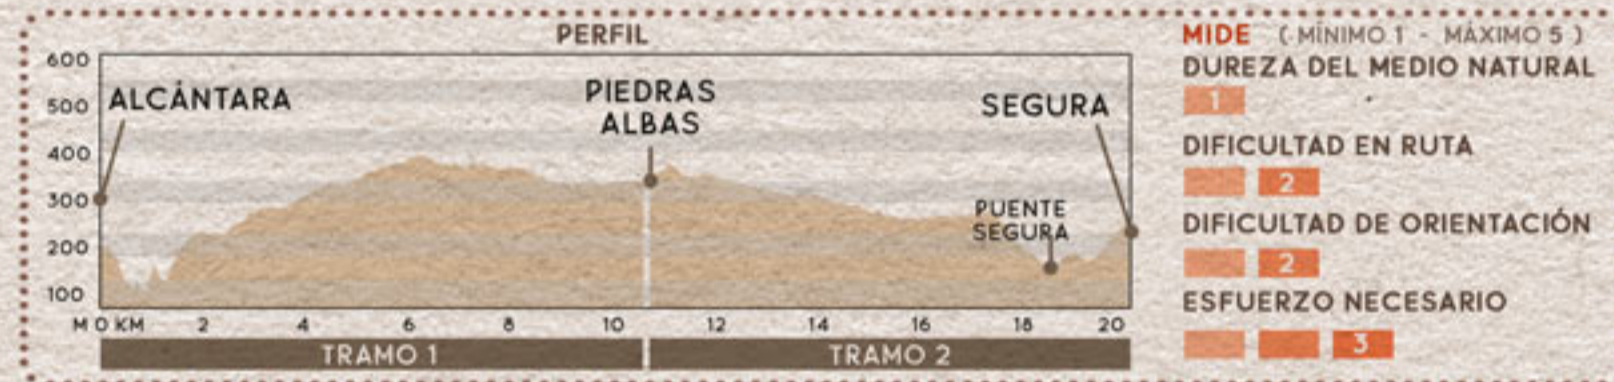 PERFIL
600
500
400
300
200
100
ALCÁNTARA
PIEDRAS
ALBAS
SEGURA
PUENTE
SEGURA
M 0 KM 2 4 6 8 10 12 14 16 18 20
TRAMO 1 TRAMO 2
MIDE ( MÍNIMO 1 - MÁXIMO 5 )
DUREZA DEL MEDIO NATURAL
1
DIFICULTAD EN RUTA
2
DIFICULTAD DE ORIENTACIÓN
2
ESFUERZO NECESARIO
3